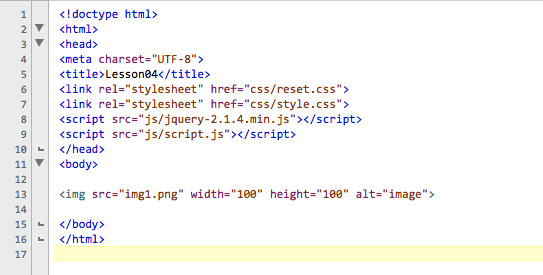 1 <!doctype html>
2 <html>
3 <head>
4 <meta charset="UTF-8">
5 <title>Lesson04</title>
6 <link rel="stylesheet" href="css/reset.css">
7 <link rel="stylesheet" href="css/style.css">
8 <script src="js/jquery-2.1.4.min.js"></script>
9 <script src="js/script.js"></script>
10 </head>
11 <body>
12
13 <img src="img1.png" width="100" height="100" alt="image">
14
15 </body>
16 </html>
17